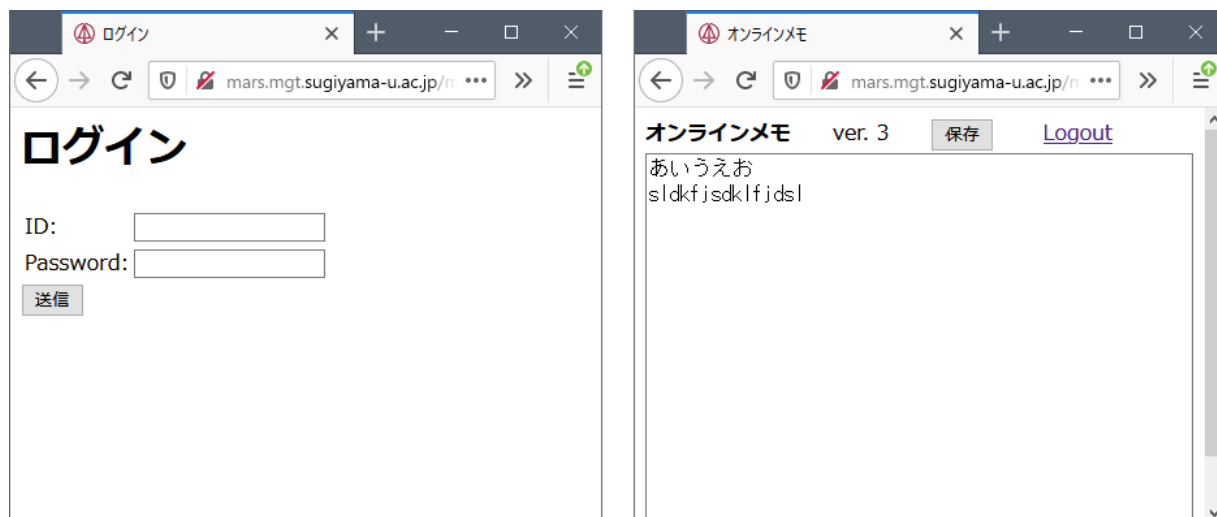 ログイン
mars.mgt.sugiyama-u.ac.jp/m
ログイン
ID:
Password:
送信
オンラインメモ
mars.mgt.sugiyama-u.ac.jp/m
オンラインメモ ver. 3 保存 Logout
あいうえお
sldkfjsdklfjdsl